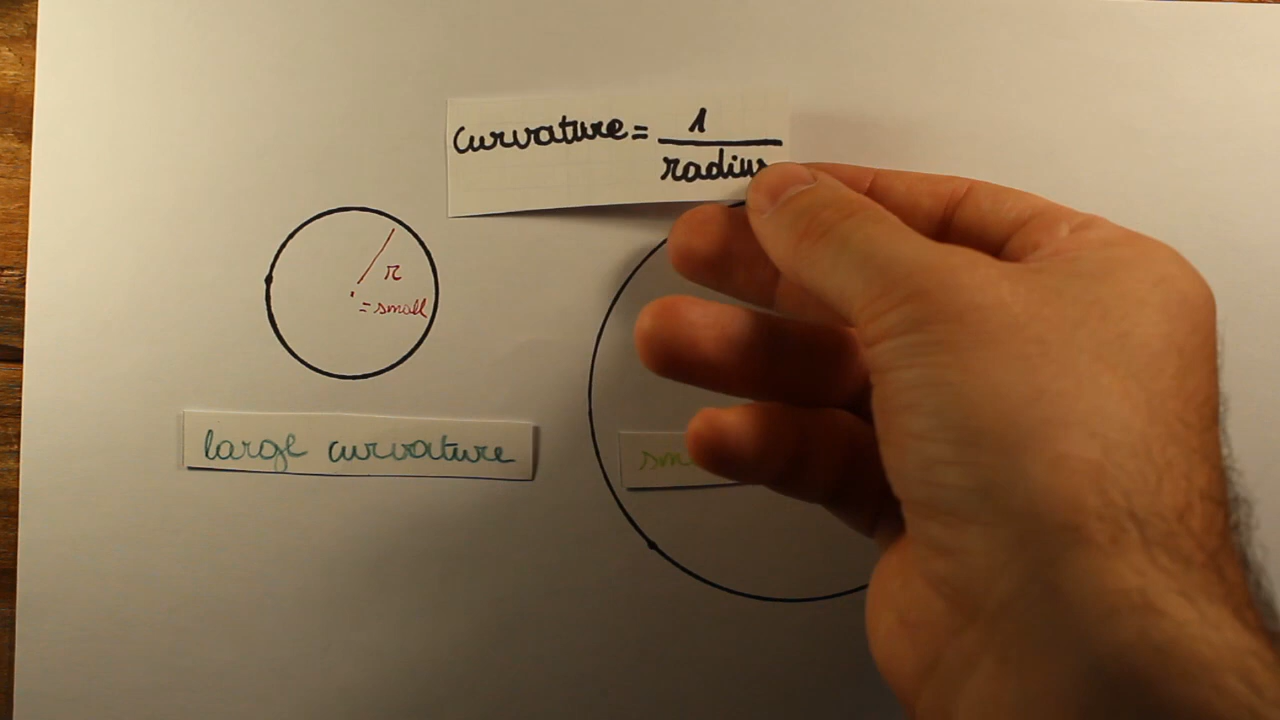 curvature = 1
radius
r
= small
large curvature